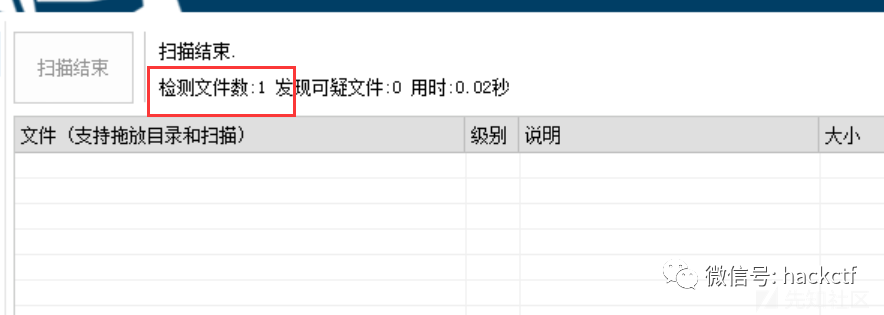 扫描结束
扫描结束.
检测文件数:1 发现可疑文件:0 用时:0.02秒
文件（支持拖放目录和扫描） 级别 说明 大小
微信号: hackctf
先知社区